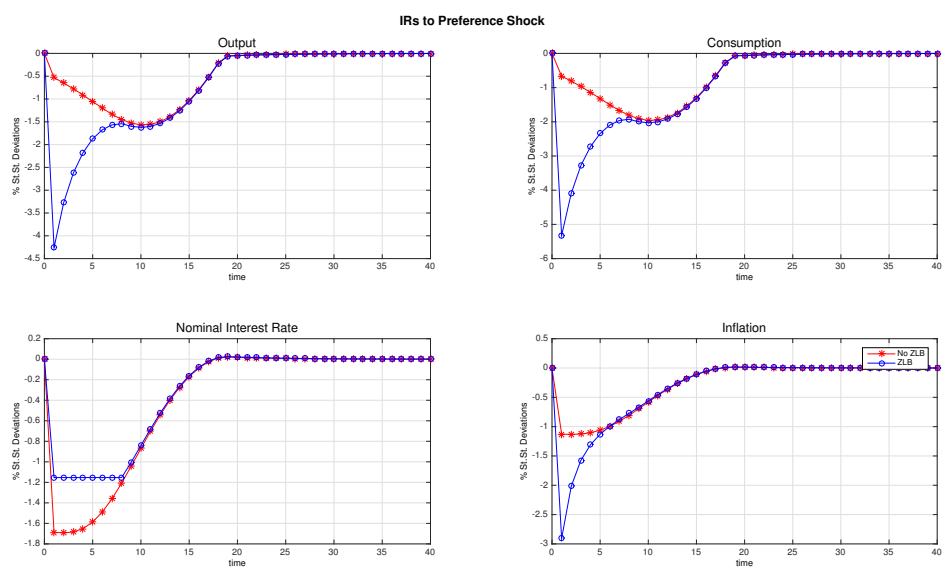 IRs to Preference Shock
Output
% St.St. Deviations
0
-0.5
-1
-1.5
-2
-2.5
-3
-3.5
-4
-4.5
0 5 10 15 20 25 30 35 40
time
Consumption
% St.St. Deviations
0
-1
-2
-3
-4
-5
-6
0 5 10 15 20 25 30 35 40
time
Nominal Interest Rate
% St.St. Deviations
0.2
0
-0.2
-0.4
-0.6
-0.8
-1
-1.2
-1.4
-1.6
-1.8
0 5 10 15 20 25 30 35 40
time
Inflation
% St.St. Deviations
0.5
0
-0.5
-1
-1.5
-2
-2.5
-3
0 5 10 15 20 25 30 35 40
time
No ZLB
ZLB